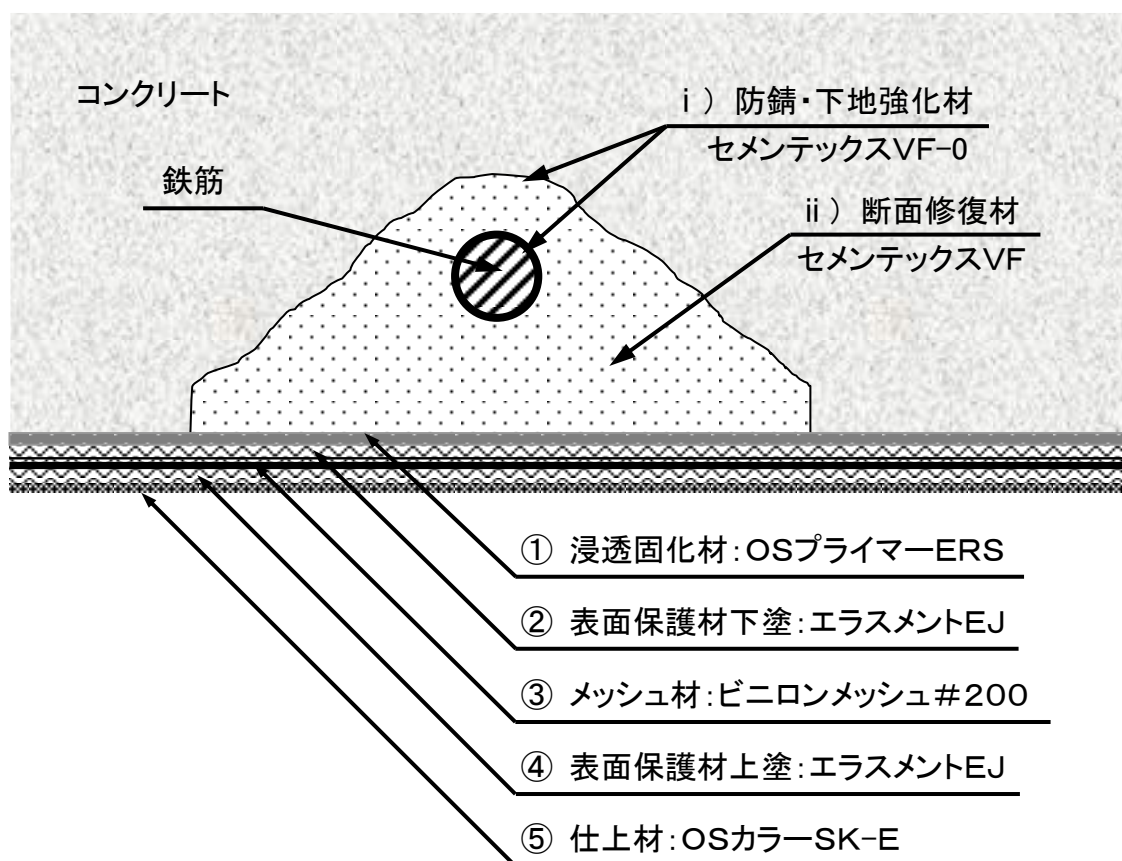 コンクリート
ⅰ）防錆・下地強化材
セメンテックスVF-0
鉄筋
ⅱ）断面修復材
セメンテックスVF
① 浸透固化材：OSプライマーERS
② 表面保護材下塗：エラスメントEJ
③ メッシュ材：ビニロンメッシュ＃200
④ 表面保護材上塗：エラスメントEJ
⑤ 仕上材：OSカラーSK-E